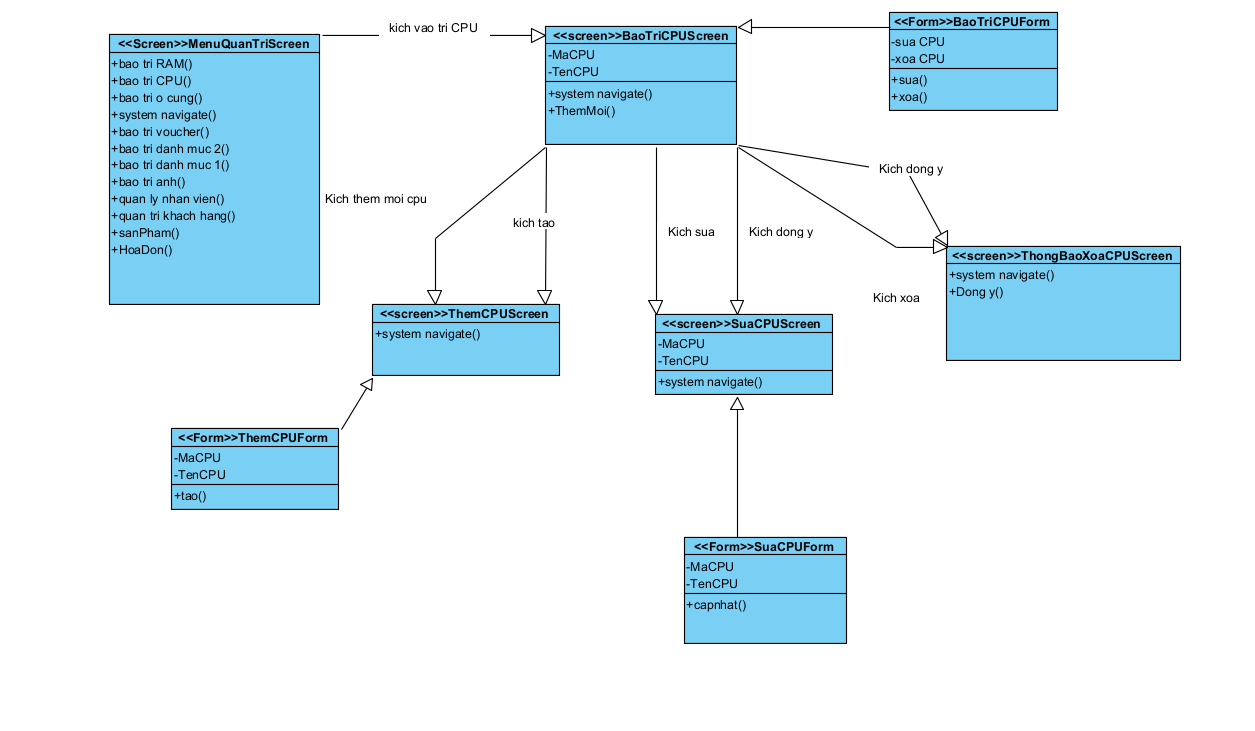 <<Screen>>MenuQuanTriScreen
+bao tri RAM()
+bao tri CPU()
+bao tri o cung()
+system navigate()
+bao tri voucher()
+bao tri danh muc 2()
+bao tri danh muc 1()
+bao tri anh()
+quan ly nhan vien()
+quan tri khach hang()
+sanPham()
+HoaDon()
kich vao tri CPU
<<screen>>BaoTriCPUScreen
-MaCPU
-TenCPU
+system navigate()
+ThemMoi()
<<Form>>BaoTriCPUForm
-sua CPU
-xoa CPU
+sua()
+xoa()
Kich them moi cpu
kich tao
Kich sua
Kich dong y
Kich dong y
Kich xoa
<<screen>>ThongBaoXoaCPUScreen
+system navigate()
+Dong y()
<<screen>>ThemCPUScreen
+system navigate()
<<screen>>SuaCPUScreen
-MaCPU
-TenCPU
+system navigate()
<<Form>>ThemCPUForm
-MaCPU
-TenCPU
+tao()
<<Form>>SuaCPUForm
-MaCPU
-TenCPU
+capnhat()